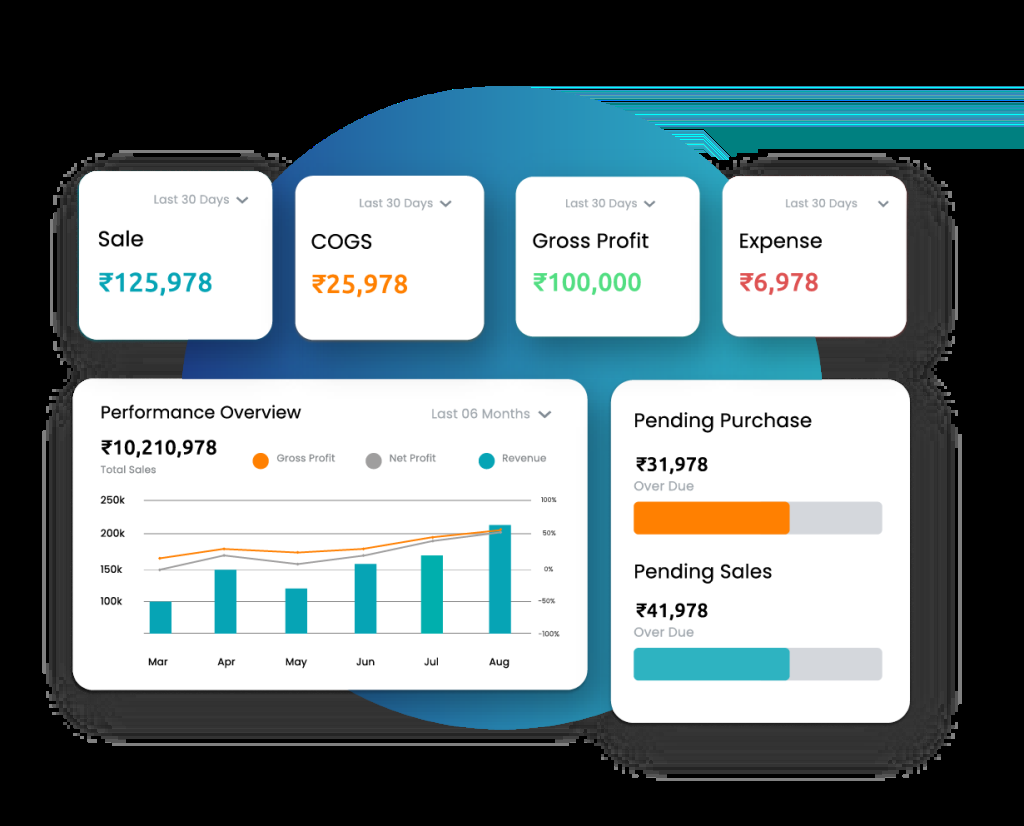 Last 30 Days
Sale
₹125,978
Last 30 Days
COGS
₹25,978
Last 30 Days
Gross Profit
₹100,000
Last 30 Days
Expense
₹6,978
Performance Overview
Last 06 Months
₹10,210,978
Total Sales
Gross Profit
Net Profit
Revenue
250k
100%
200k
50%
150k
0%
100k
-50%
-100%
Mar Apr May Jun Jul Aug
Pending Purchase
₹31,978
Over Due
Pending Sales
₹41,978
Over Due